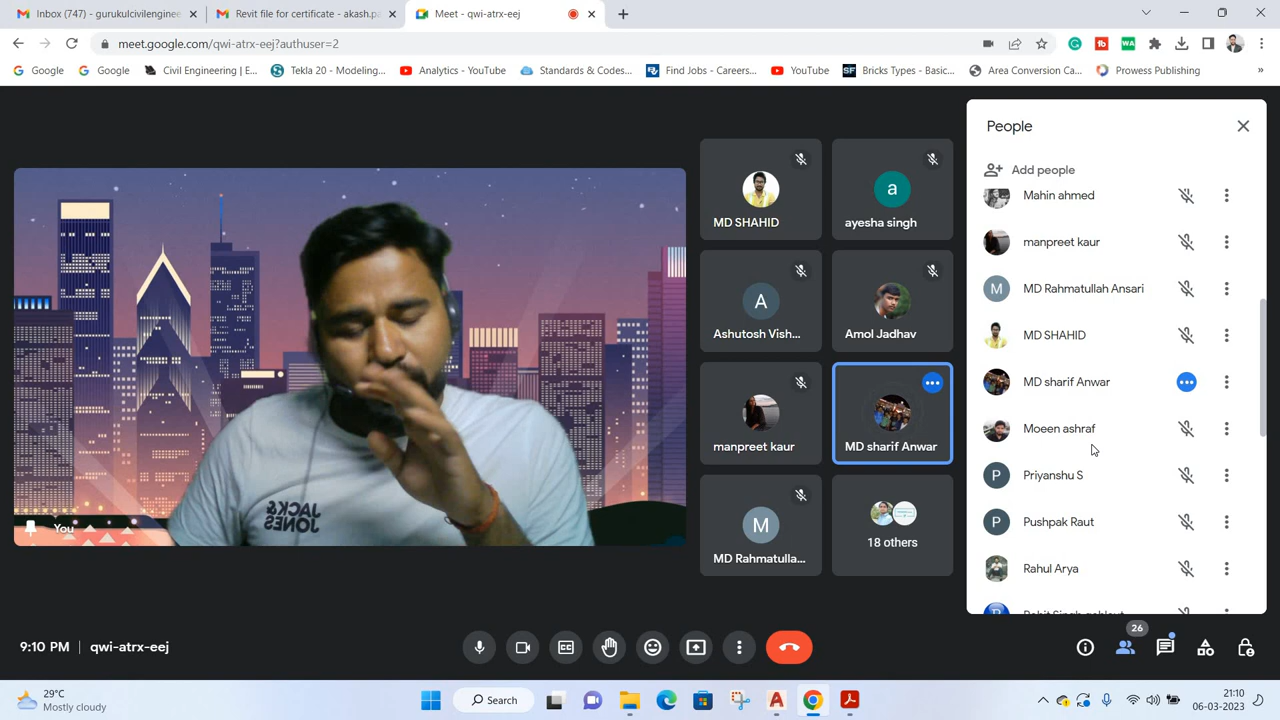 Inbox (747) - gurukulcivilenginee
Revit file for certificate - akash.pa
Meet - qwi-atrx-eej
meet.google.com/qwi-atrx-eej?authuser=2
Google
Google
Civil Engineering | E...
Tekla 20 - Modeling...
Analytics - YouTube
Standards & Codes...
Find Jobs - Careers...
YouTube
Bricks Types - Basic...
Area Conversion Ca...
Prowess Publishing
»
You
JACK&
JONES
MD SHAHID
a
ayesha singh
A
Ashutosh Vish...
Amol Jadhav
manpreet kaur
MD sharif Anwar
M
MD Rahmatulla...
18 others
People
Add people
Mahin ahmed
manpreet kaur
M
MD Rahmatullah Ansari
MD SHAHID
MD sharif Anwar
Moeen ashraf
P
Priyanshu S
P
Pushpak Raut
Rahul Arya
9:10 PM
qwi-atrx-eej
26
29°C
Mostly cloudy
Search
21:10
06-03-2023